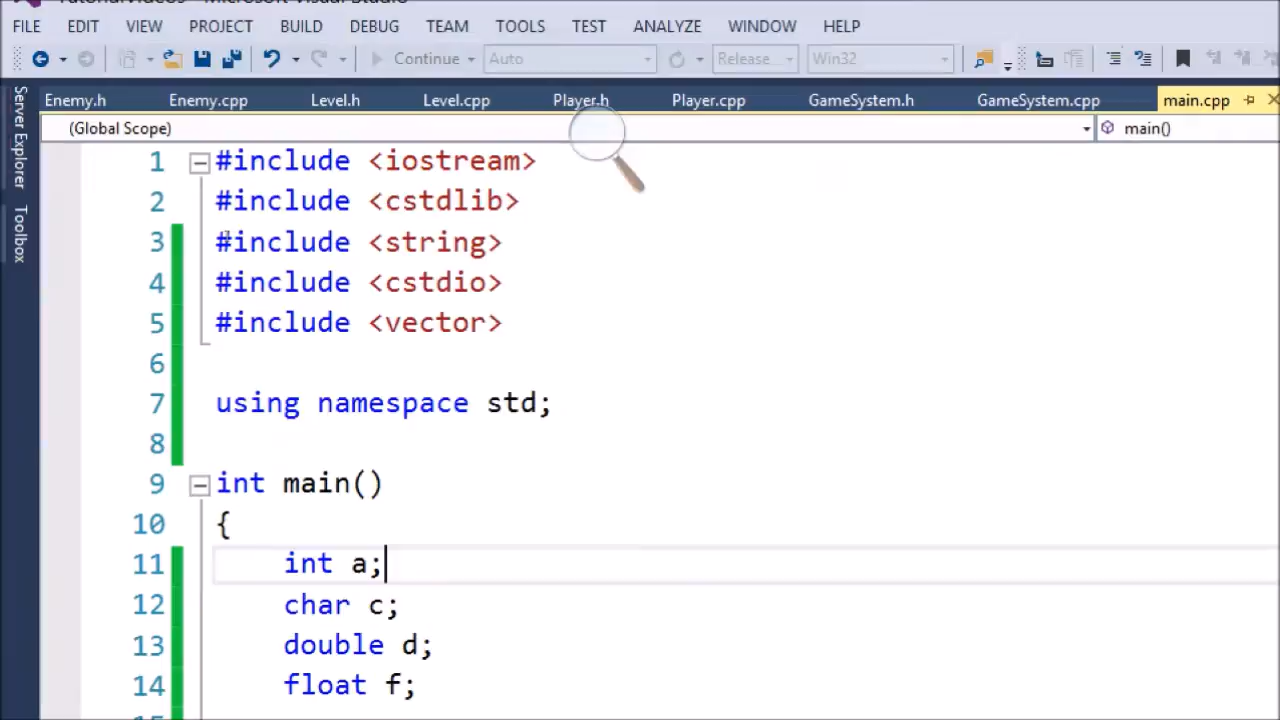 FILE EDIT VIEW PROJECT BUILD DEBUG TEAM TOOLS TEST ANALYZE WINDOW HELP
Continue Auto Release Win32
Server Explorer
Toolbox
Enemy.h Enemy.cpp Level.h Level.cpp Player.h Player.cpp GameSystem.h GameSystem.cpp main.cpp
(Global Scope) main()
1 #include <iostream>
2 #include <cstdlib>
3 #include <string>
4 #include <cstdio>
5 #include <vector>
6
7 using namespace std;
8
9 int main()
10 {
11 int a;
12 char c;
13 double d;
14 float f;